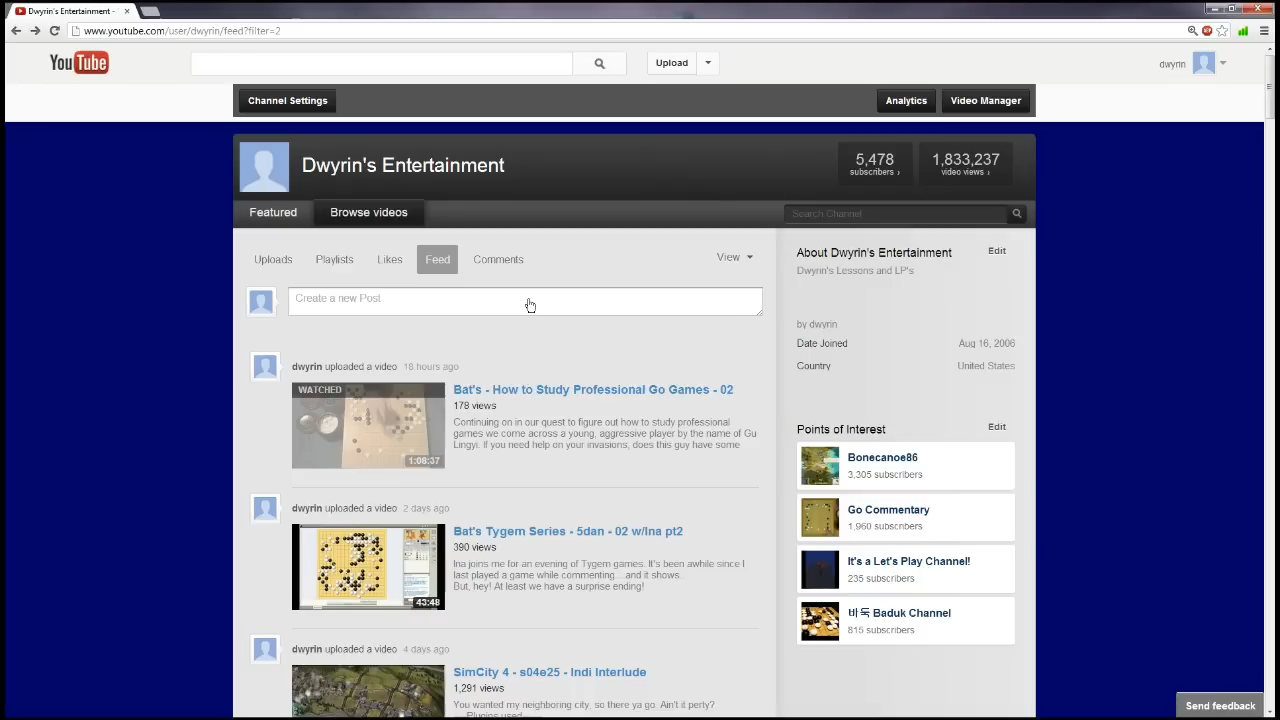 Dwyrin's Entertainment -
www.youtube.com/user/dwyrin/feed?filter=2
YouTube
Upload
dwyrin
Channel Settings
Analytics
Video Manager
Dwyrin's Entertainment
5,478
subscribers ›
1,833,237
video views ›
Featured
Browse videos
Search Channel
Uploads
Playlists
Likes
Feed
Comments
View
Create a new Post
dwyrin uploaded a video 18 hours ago
WATCHED
1:08:37
Bat's - How to Study Professional Go Games - 02
178 views
Continuing on in our quest to figure out how to study professional
games we come across a young, aggressive player by the name of Gu
Lingyi. If you need help on your invasions, does this guy have some
dwyrin uploaded a video 2 days ago
43:48
Bat's Tygem Series - 5dan - 02 w/Ina pt2
390 views
Ina joins me for an evening of Tygem games. It's been awhile since I
last played a game while commenting....and it shows..
But, hey! At least we have a surprise ending!
dwyrin uploaded a video 4 days ago
SimCity 4 - s04e25 - Indi Interlude
1,291 views
You wanted my neighboring city, so there ya go. Ain't it perty?
About Dwyrin's Entertainment
Edit
Dwyrin's Lessons and LP's
by dwyrin
Date Joined Aug 16, 2006
Country United States
Points of Interest
Edit
Bonecanoe86
3,305 subscribers
Go Commentary
1,960 subscribers
It's a Let's Play Channel!
235 subscribers
바둑 Baduk Channel
815 subscribers
Send feedback